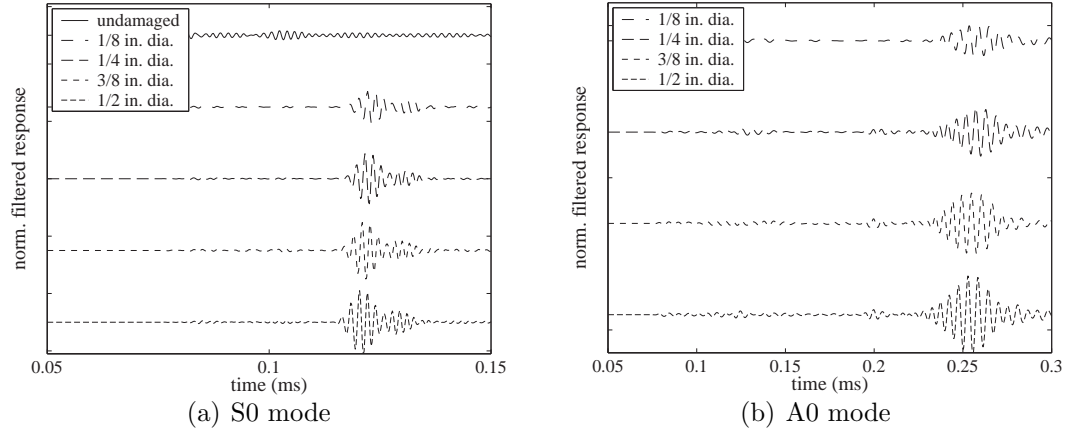 undamaged
1/8 in. dia.
1/4 in. dia.
3/8 in. dia.
1/2 in. dia.
norm. filtered response
0.05
0.1
0.15
time (ms)
(a) S0 mode
1/8 in. dia.
1/4 in. dia.
3/8 in. dia.
1/2 in. dia.
norm. filtered response
0.05
0.1
0.15
0.2
0.25
0.3
time (ms)
(b) A0 mode